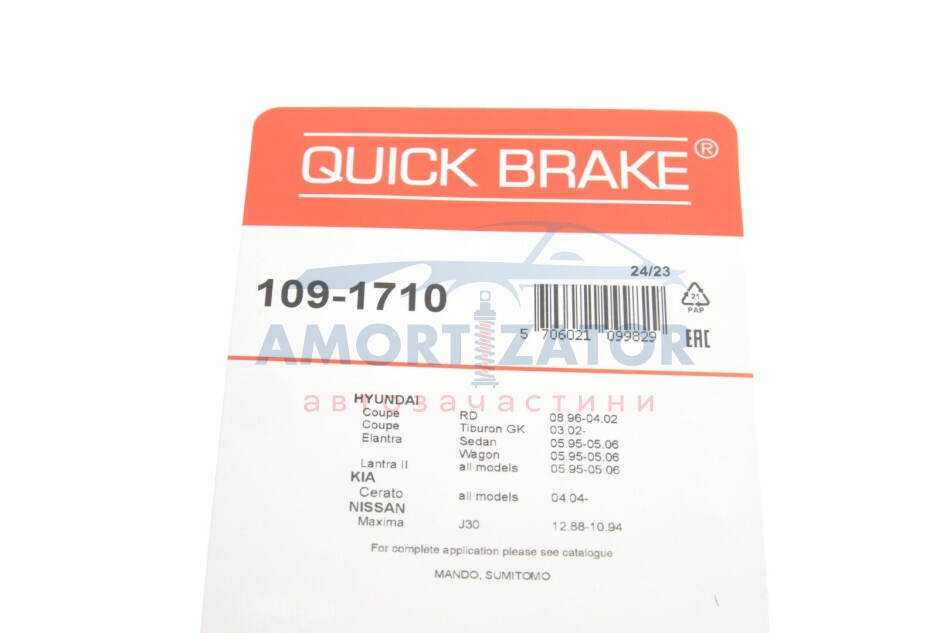 QUICK BRAKE®
24/23
109-1710
21
PAP
5 706021 099829
EAC
AMORTIZATOR
автозачастини
HYUNDAI
Coupe RD 08.96-04.02
Coupe Tiburon GK 03.02-
Elantra Sedan 05.95-05.06
Wagon 05.95-05.06
Lantra II all models 05.95-05.06
KIA
Cerato all models 04.04-
NISSAN
Maxima J30 12.88-10.94
For complete application please see catalogue
MANDO, SUMITOMO